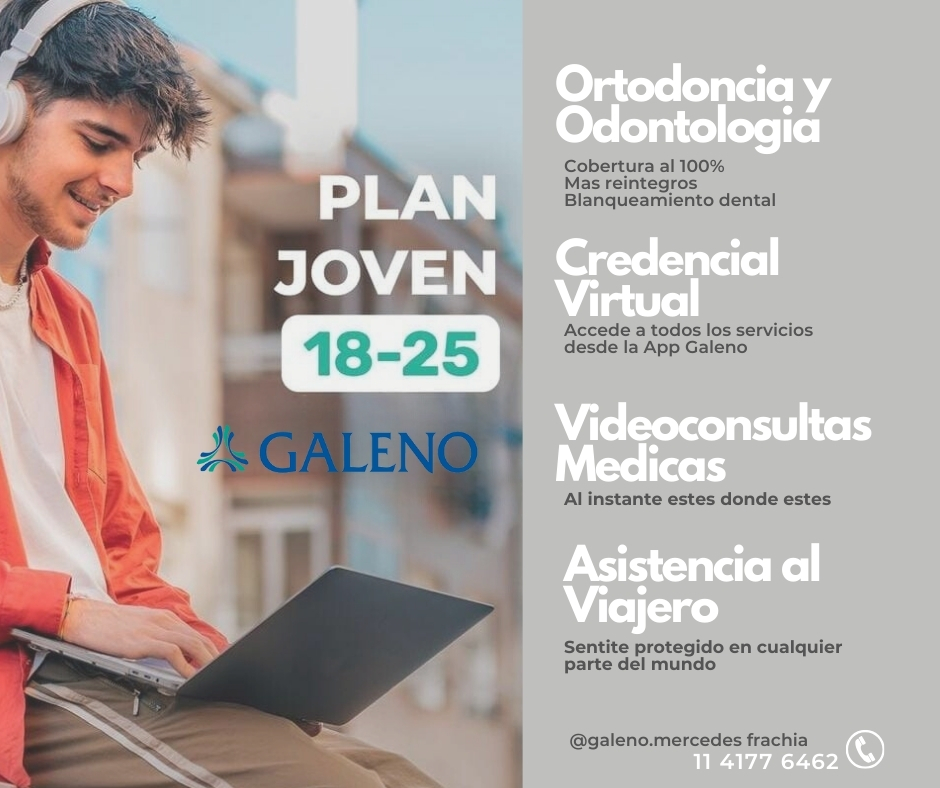 PLAN
JOVEN
18-25
GALENO
Ortodoncia y
Odontologia
Cobertura al 100%
Mas reintegros
Blanqueamiento dental
Credencial
Virtual
Accede a todos los servicios
desde la App Galeno
Videoconsultas
Medicas
Al instante estes donde estes
Asistencia al
Viajero
Sentite protegido en cualquier
parte del mundo
@galeno.mercedes frachia
11 4177 6462